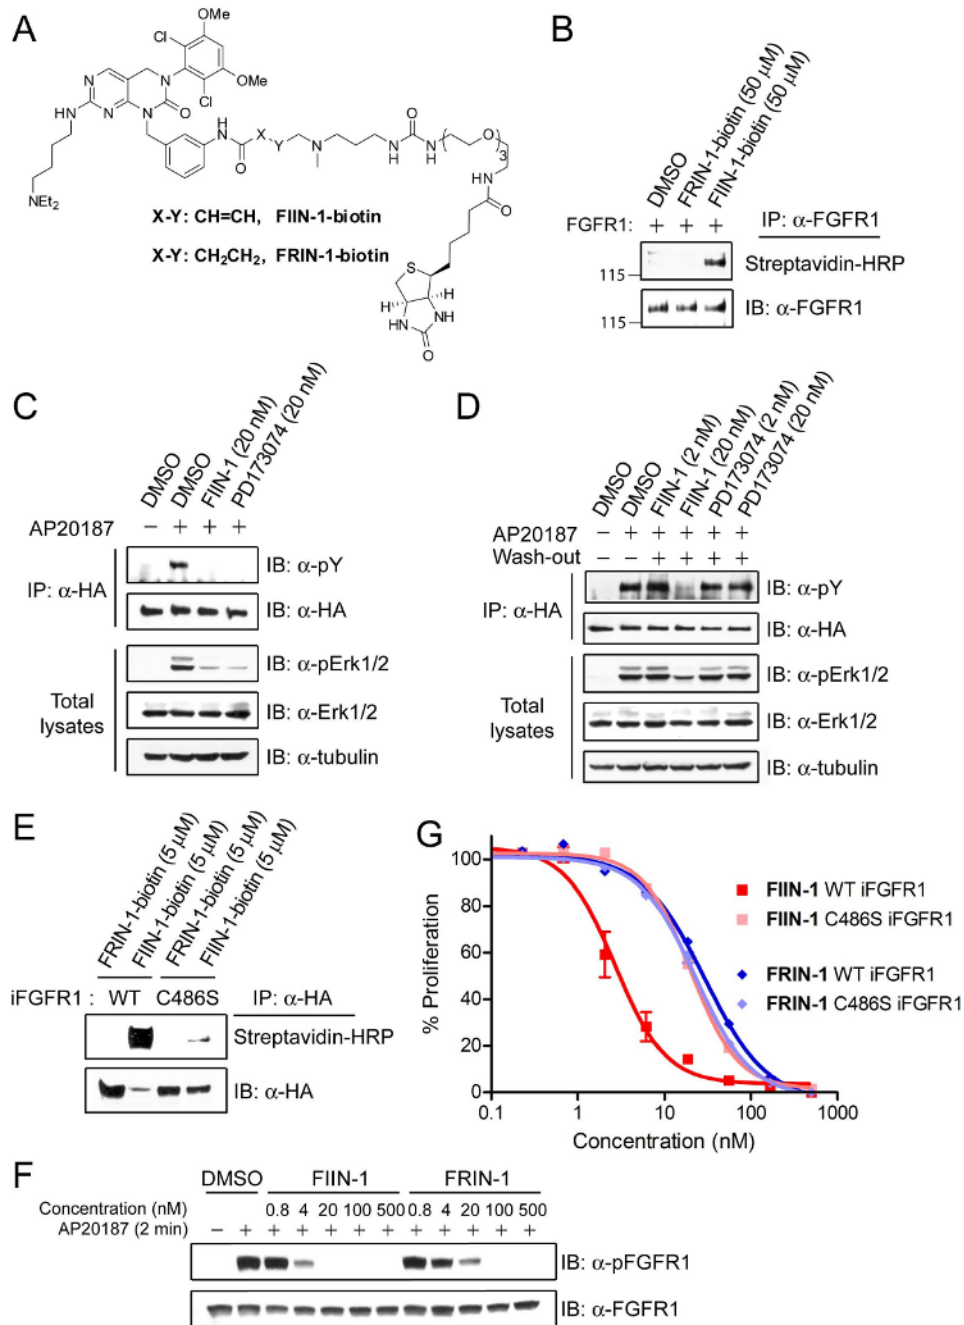 A
OMe
Cl
N
N
OMe
HN
N
N
O
Cl
H
N
X
Y
O
N
N
H
O
N
H
O
3
HN
O
NEt2
X-Y: CH=CH, FIIN-1-biotin
X-Y: CH2CH2, FRIN-1-biotin
S
H
H
HN
NH
O
B
DMSO
FRIN-1-biotin (50 µM)
FIIN-1-biotin (50 µM)
FGFR1: + + + IP: α-FGFR1
115 Streptavidin-HRP
115 IB: α-FGFR1
C
DMSO
DMSO
FIIN-1 (20 nM)
PD173074 (20 nM)
AP20187 − + + +
IP: α-HA
IB: α-pY
IB: α-HA
Total
lysates
IB: α-pErk1/2
IB: α-Erk1/2
IB: α-tubulin
D
DMSO
DMSO
FIIN-1 (2 nM)
FIIN-1 (20 nM)
PD173074 (2 nM)
PD173074 (20 nM)
AP20187 − + + + + +
Wash-out − − + + + +
IP: α-HA
IB: α-pY
IB: α-HA
Total
lysates
IB: α-pErk1/2
IB: α-Erk1/2
IB: α-tubulin
E
FRIN-1-biotin (5 µM)
FIIN-1-biotin (5 µM)
FRIN-1-biotin (5 µM)
FIIN-1-biotin (5 µM)
iFGFR1 : WT C486S IP: α-HA
Streptavidin-HRP
IB: α-HA
G
% Proliferation
100
80
60
40
20
0
0.1 1 10 100 1000
Concentration (nM)
FIIN-1 WT iFGFR1
FIIN-1 C486S iFGFR1
FRIN-1 WT iFGFR1
FRIN-1 C486S iFGFR1
F
DMSO FIIN-1 FRIN-1
Concentration (nM) 0.8 4 20 100 500 0.8 4 20 100 500
AP20187 (2 min) − + + + + + + + + + + +
IB: α-pFGFR1
IB: α-FGFR1